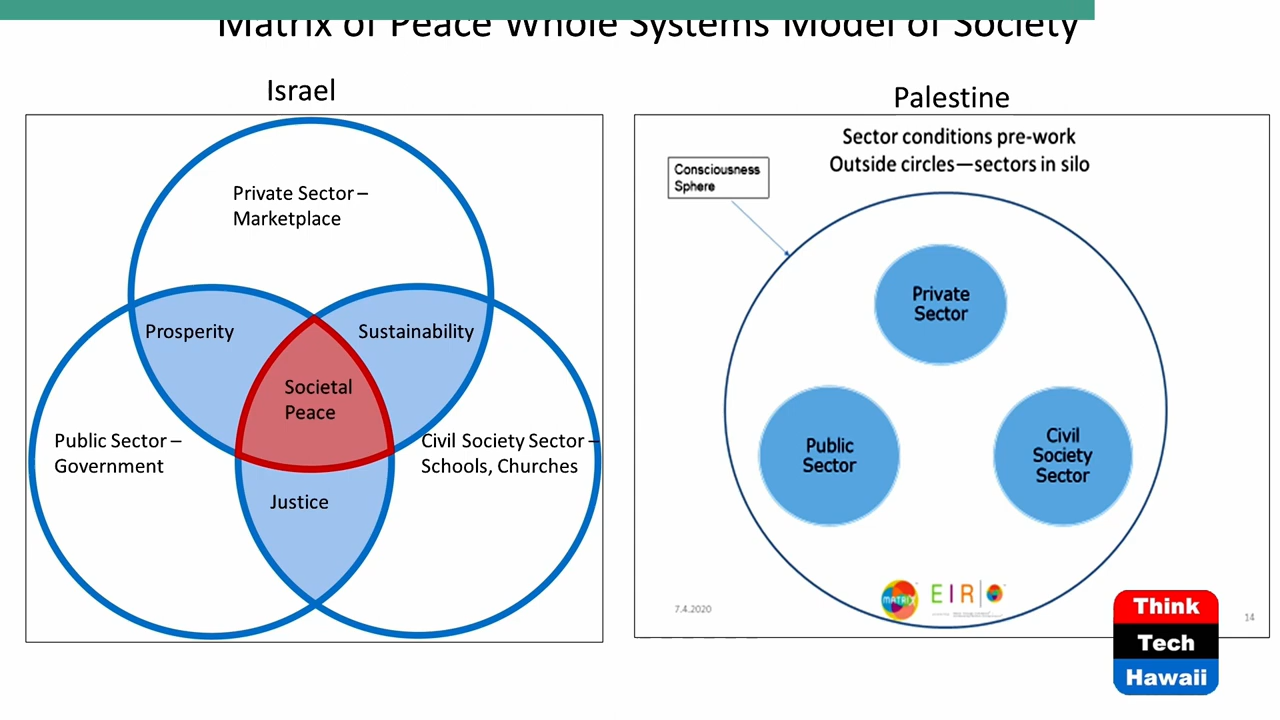 Matrix of Peace Whole Systems Model of Society
Israel
Private Sector –
Marketplace
Prosperity
Sustainability
Societal
Peace
Public Sector –
Government
Civil Society Sector –
Schools, Churches
Justice
Palestine
Sector conditions pre-work
Outside circles—sectors in silo
Consciousness
Sphere
Private
Sector
Public
Sector
Civil
Society
Sector
MATRIX
EIR
7.4.2020
14
Think
Tech
Hawaii